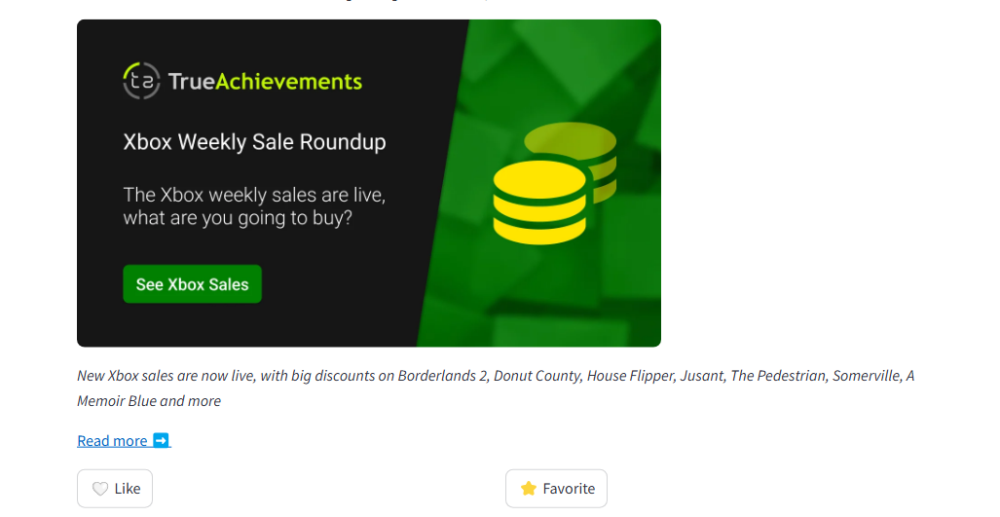 ta TrueAchievements
Xbox Weekly Sale Roundup
The Xbox weekly sales are live,
what are you going to buy?
See Xbox Sales
New Xbox sales are now live, with big discounts on Borderlands 2, Donut County, House Flipper, Jusant, The Pedestrian, Somerville, A
Memoir Blue and more
Read more
Like
Favorite